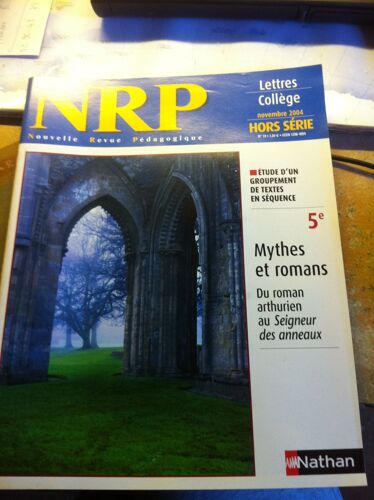 NRP
Nouvelle Revue Pédagogique
Lettres
Collège
novembre 2004
HORS SÉRIE
ÉTUDE D'UN
GROUPEMENT
DE TEXTES
EN SÉQUENCE
5e
Mythes
et romans
Du roman
arthurien
au Seigneur
des anneaux
Nathan